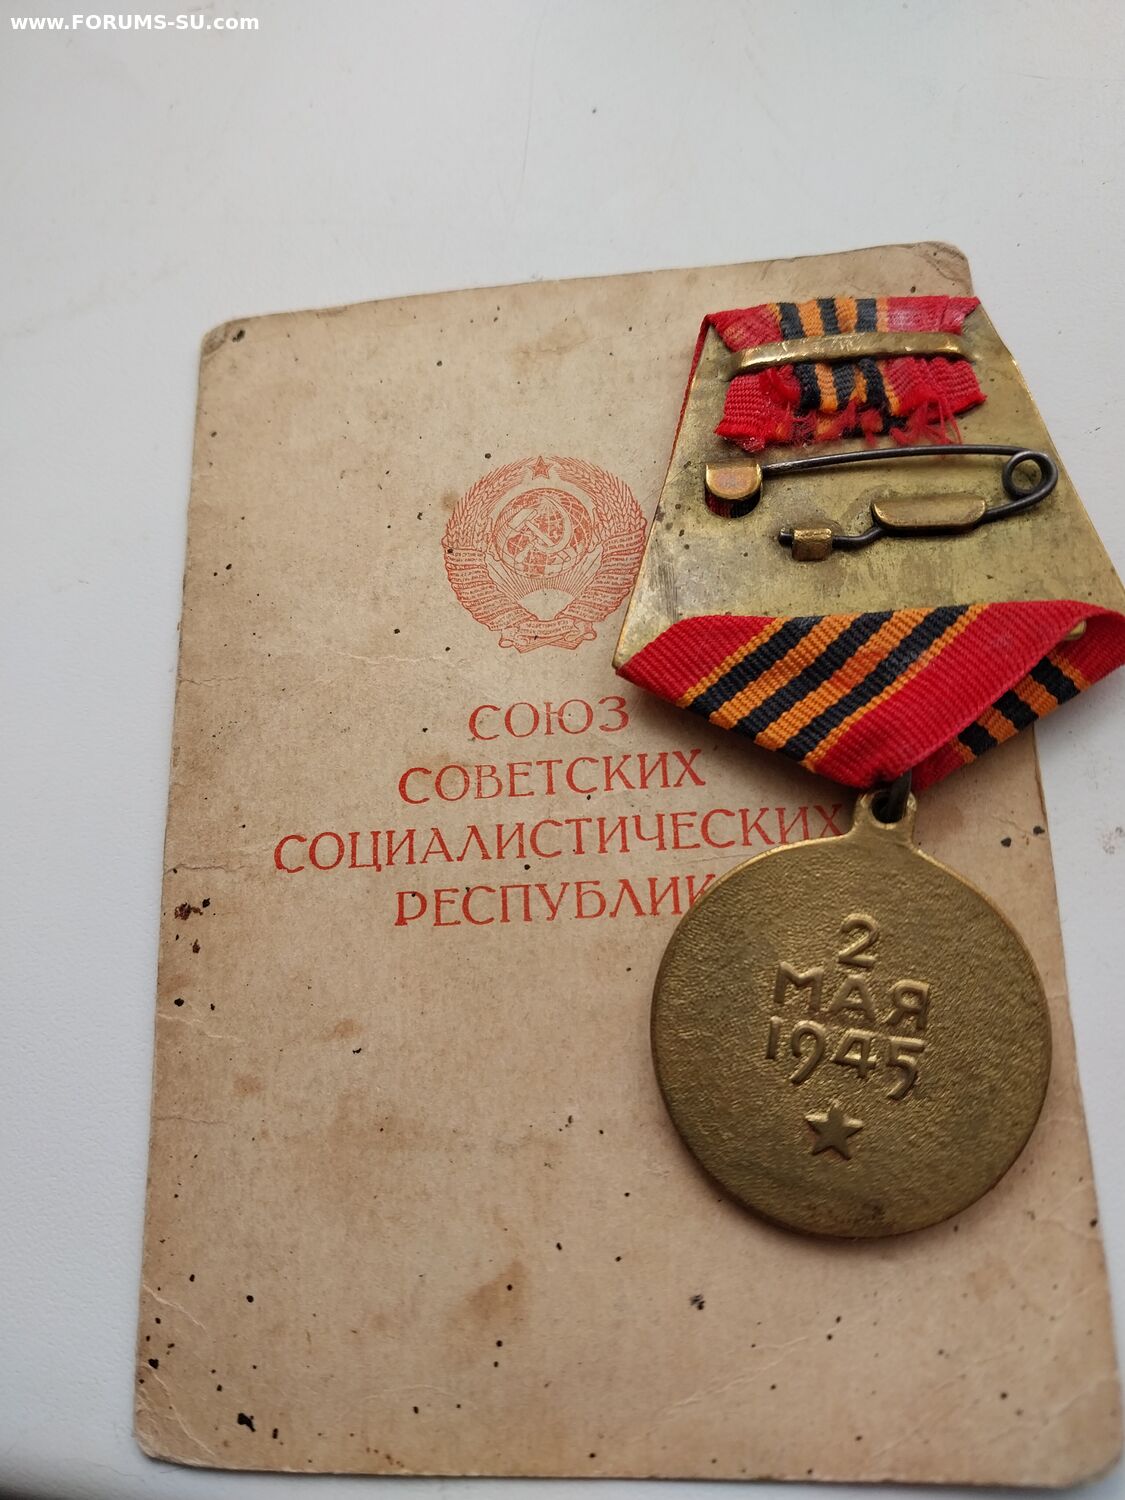 www.FORUMS-SU.com
СОЮЗ
СОВЕТСКИХ
СОЦИАЛИСТИЧЕСКИХ
РЕСПУБЛИК
2
МАЯ
1945